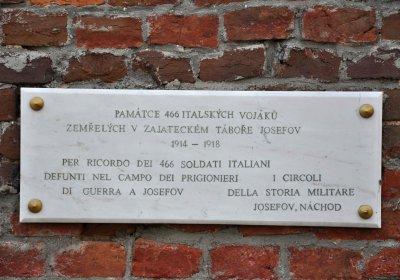 PAMÁTCE 466 ITALSKÝCH VOJÁKŮ
ZEMŘELÝCH V ZAJATECKÉM TÁBOŘE JOSEFOV
1914 – 1918
PER RICORDO DEI 466 SOLDATI ITALIANI
DEFUNTI NEL CAMPO DEI PRIGIONIERI I CIRCOLI
DI GUERRA A JOSEFOV DELLA STORIA MILITARE
JOSEFOV, NÁCHOD